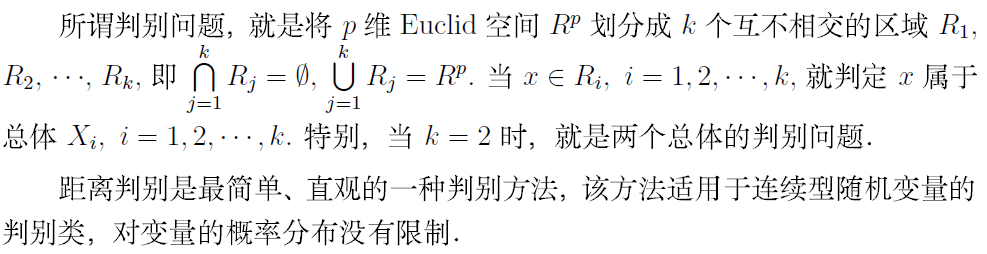 所谓判别问题, 就是将 p 维 Euclid 空间 R^p 划分成 k 个互不相交的区域 R_1,
R_2, ···, R_k, 即 ⋂_{j=1}^{k} R_j = ∅, ⋃_{j=1}^{k} R_j = R^p. 当 x ∈ R_i, i = 1, 2, ···, k, 就判定 x 属于
总体 X_i, i = 1, 2, ···, k. 特别, 当 k = 2 时, 就是两个总体的判别问题.
距离判别是最简单、直观的一种判别方法, 该方法适用于连续型随机变量的
判别类, 对变量的概率分布没有限制.